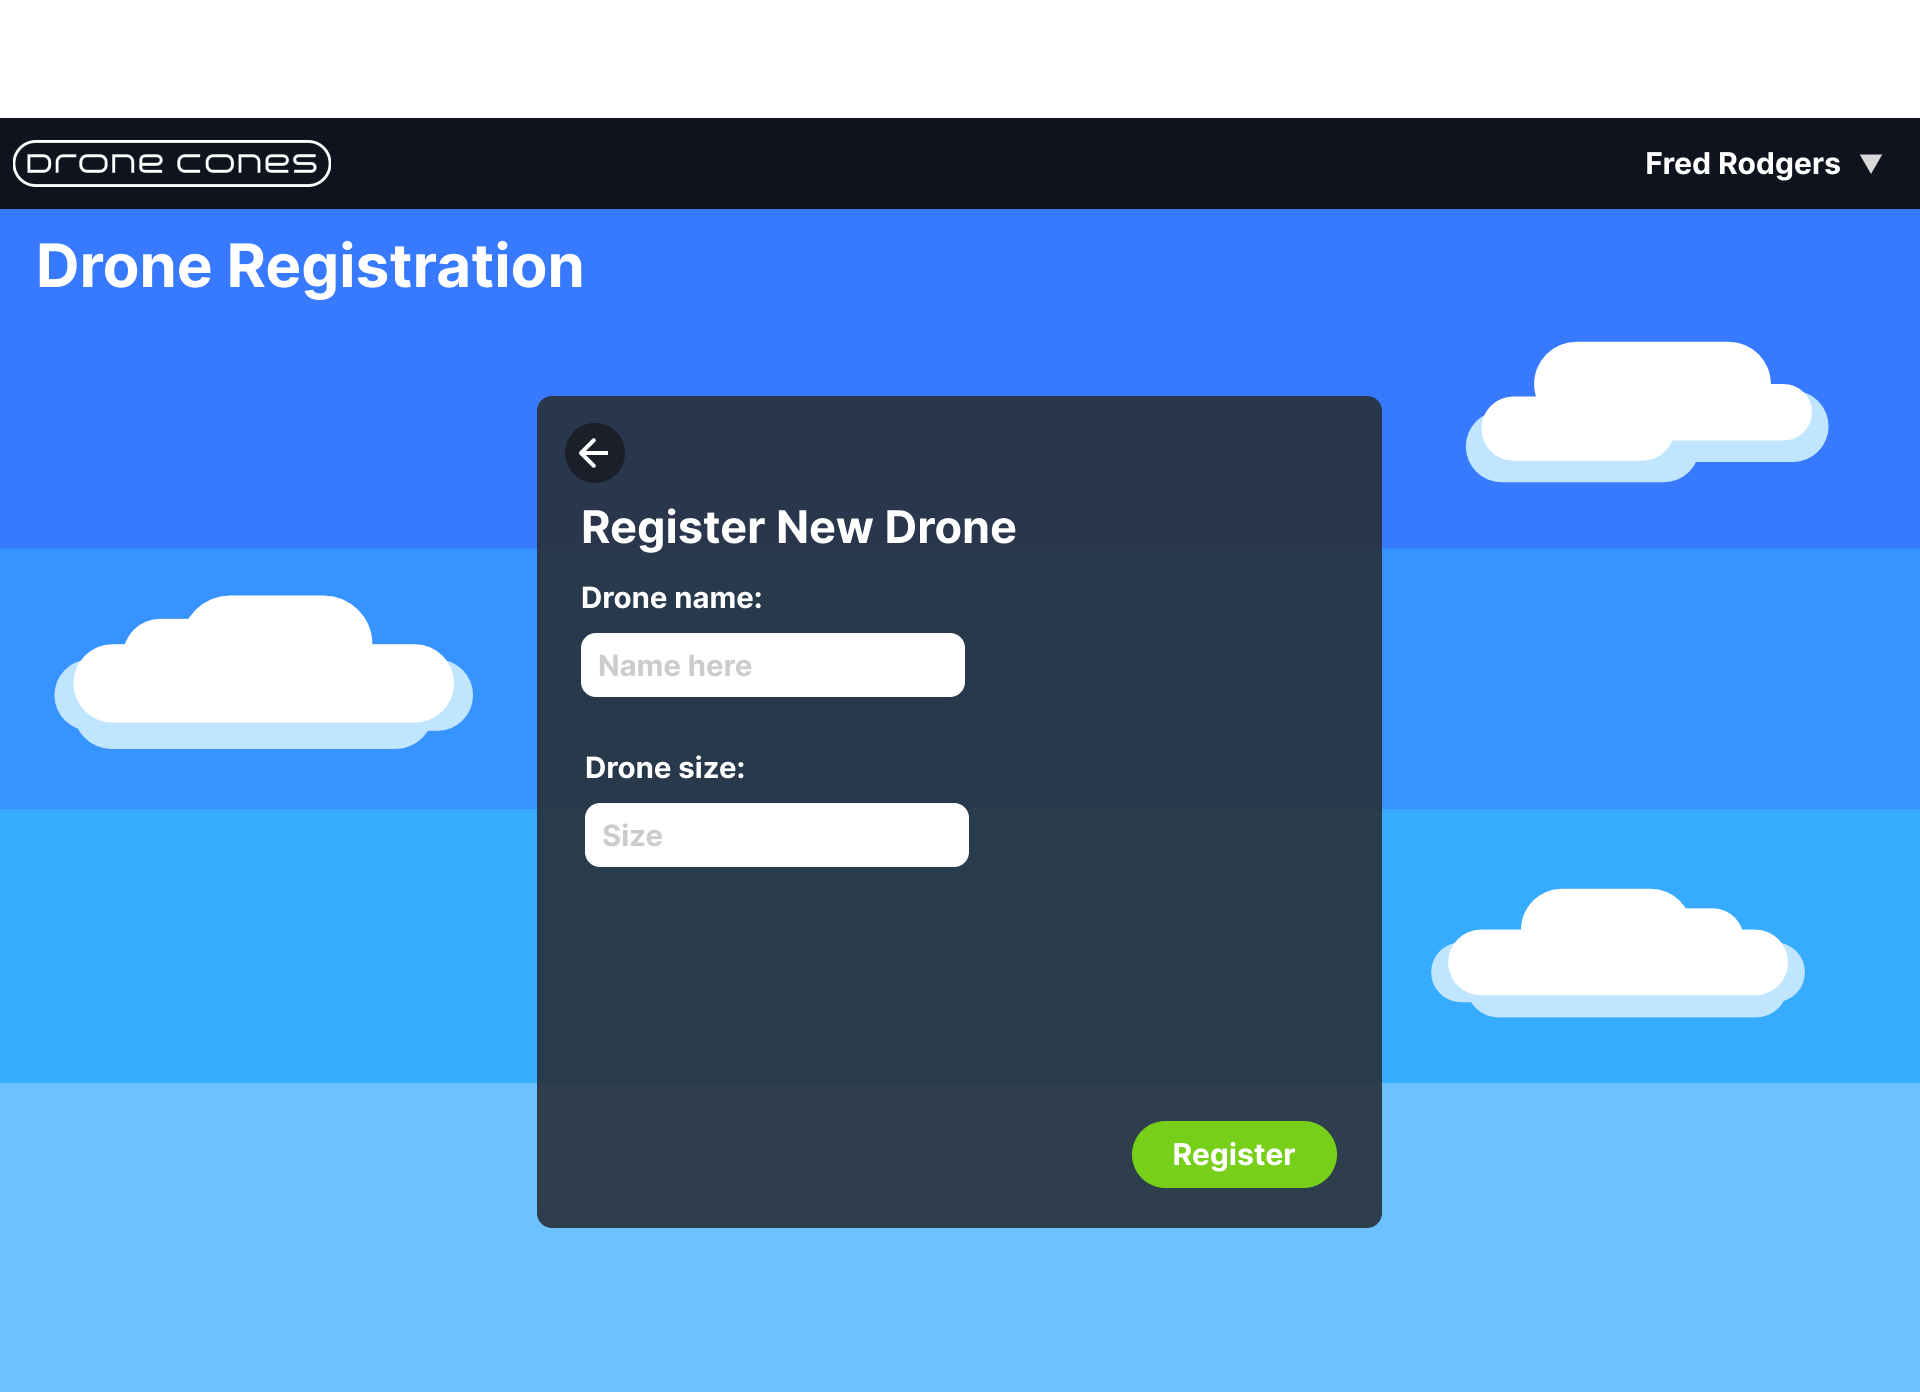 Drone Cones
Fred Rodgers ▼
Drone Registration
Register New Drone
Drone name:
Name here
Drone size:
Size
Register